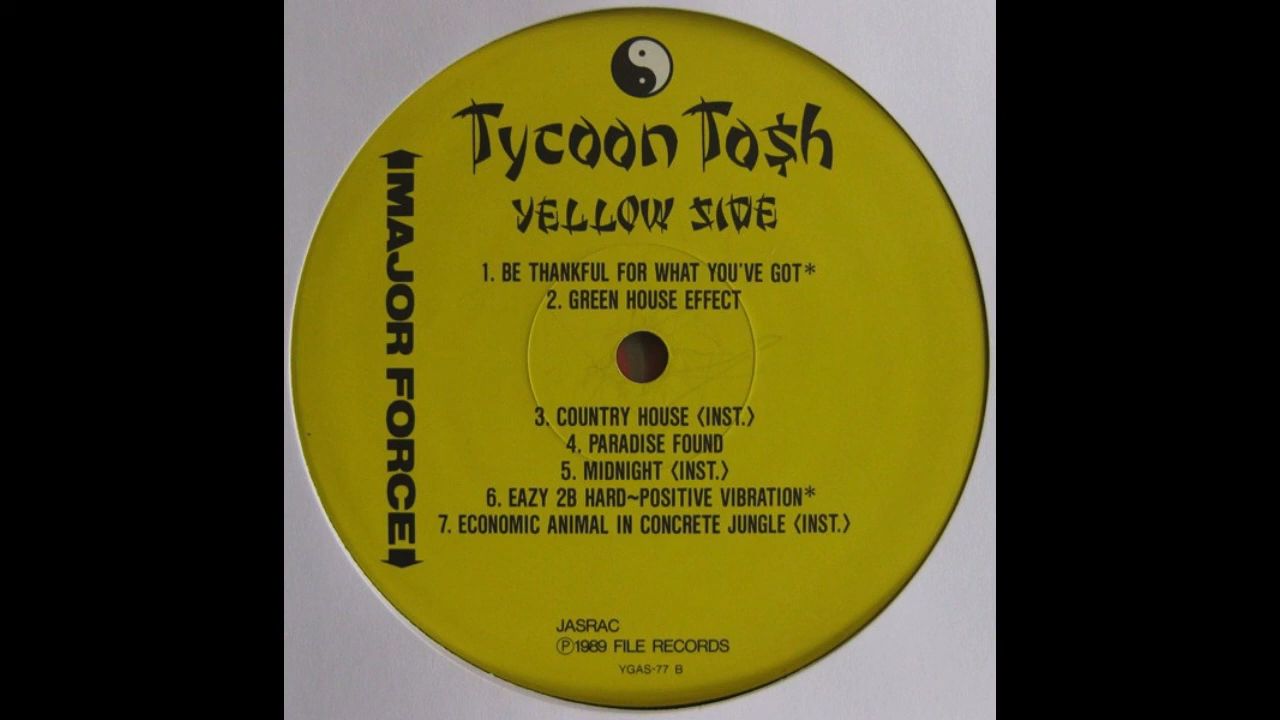 Tycoon To$h
YELLOW SIDE
1. BE THANKFUL FOR WHAT YOU'VE GOT*
2. GREEN HOUSE EFFECT
MAJOR FORCE
3. COUNTRY HOUSE 〈INST.〉
4. PARADISE FOUND
5. MIDNIGHT 〈INST.〉
6. EAZY 2B HARD~POSITIVE VIBRATION*
7. ECONOMIC ANIMAL IN CONCRETE JUNGLE 〈INST.〉
JASRAC
Ⓟ1989 FILE RECORDS
YGAS-77 B